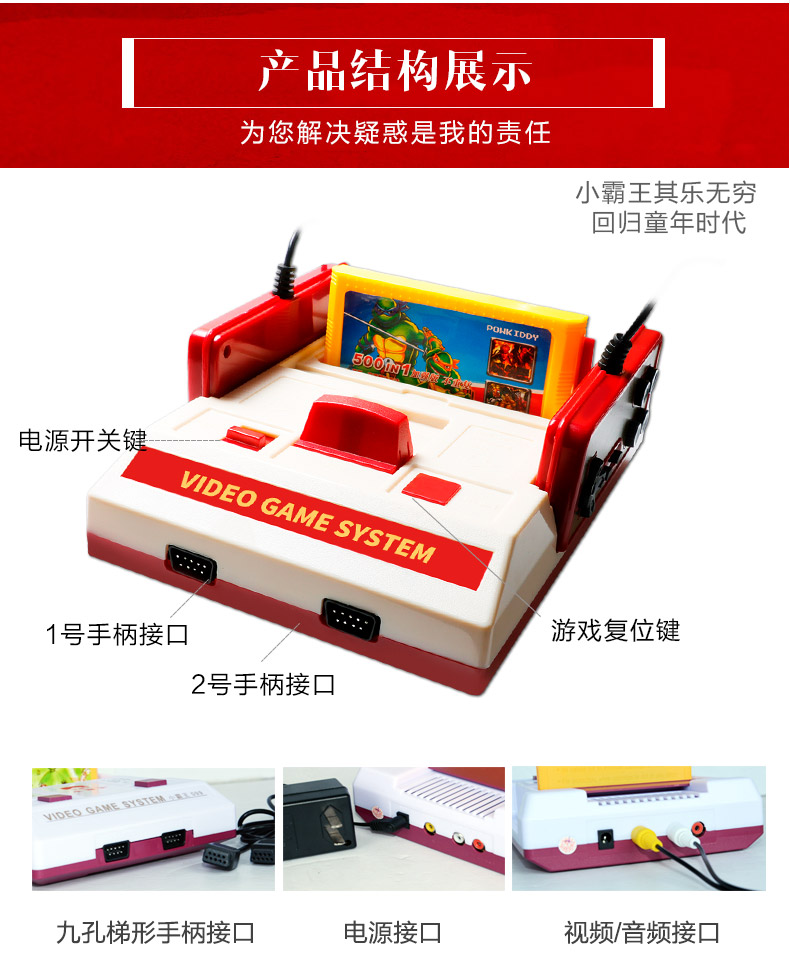 产品结构展示
为您解决疑惑是我的责任
小霸王其乐无穷
回归童年时代
POWKIDDY
500IN1
电源开关键
VIDEO GAME SYSTEM
1号手柄接口
2号手柄接口
游戏复位键
VIDEO GAME SYSTEM
九孔梯形手柄接口
电源接口
视频/音频接口